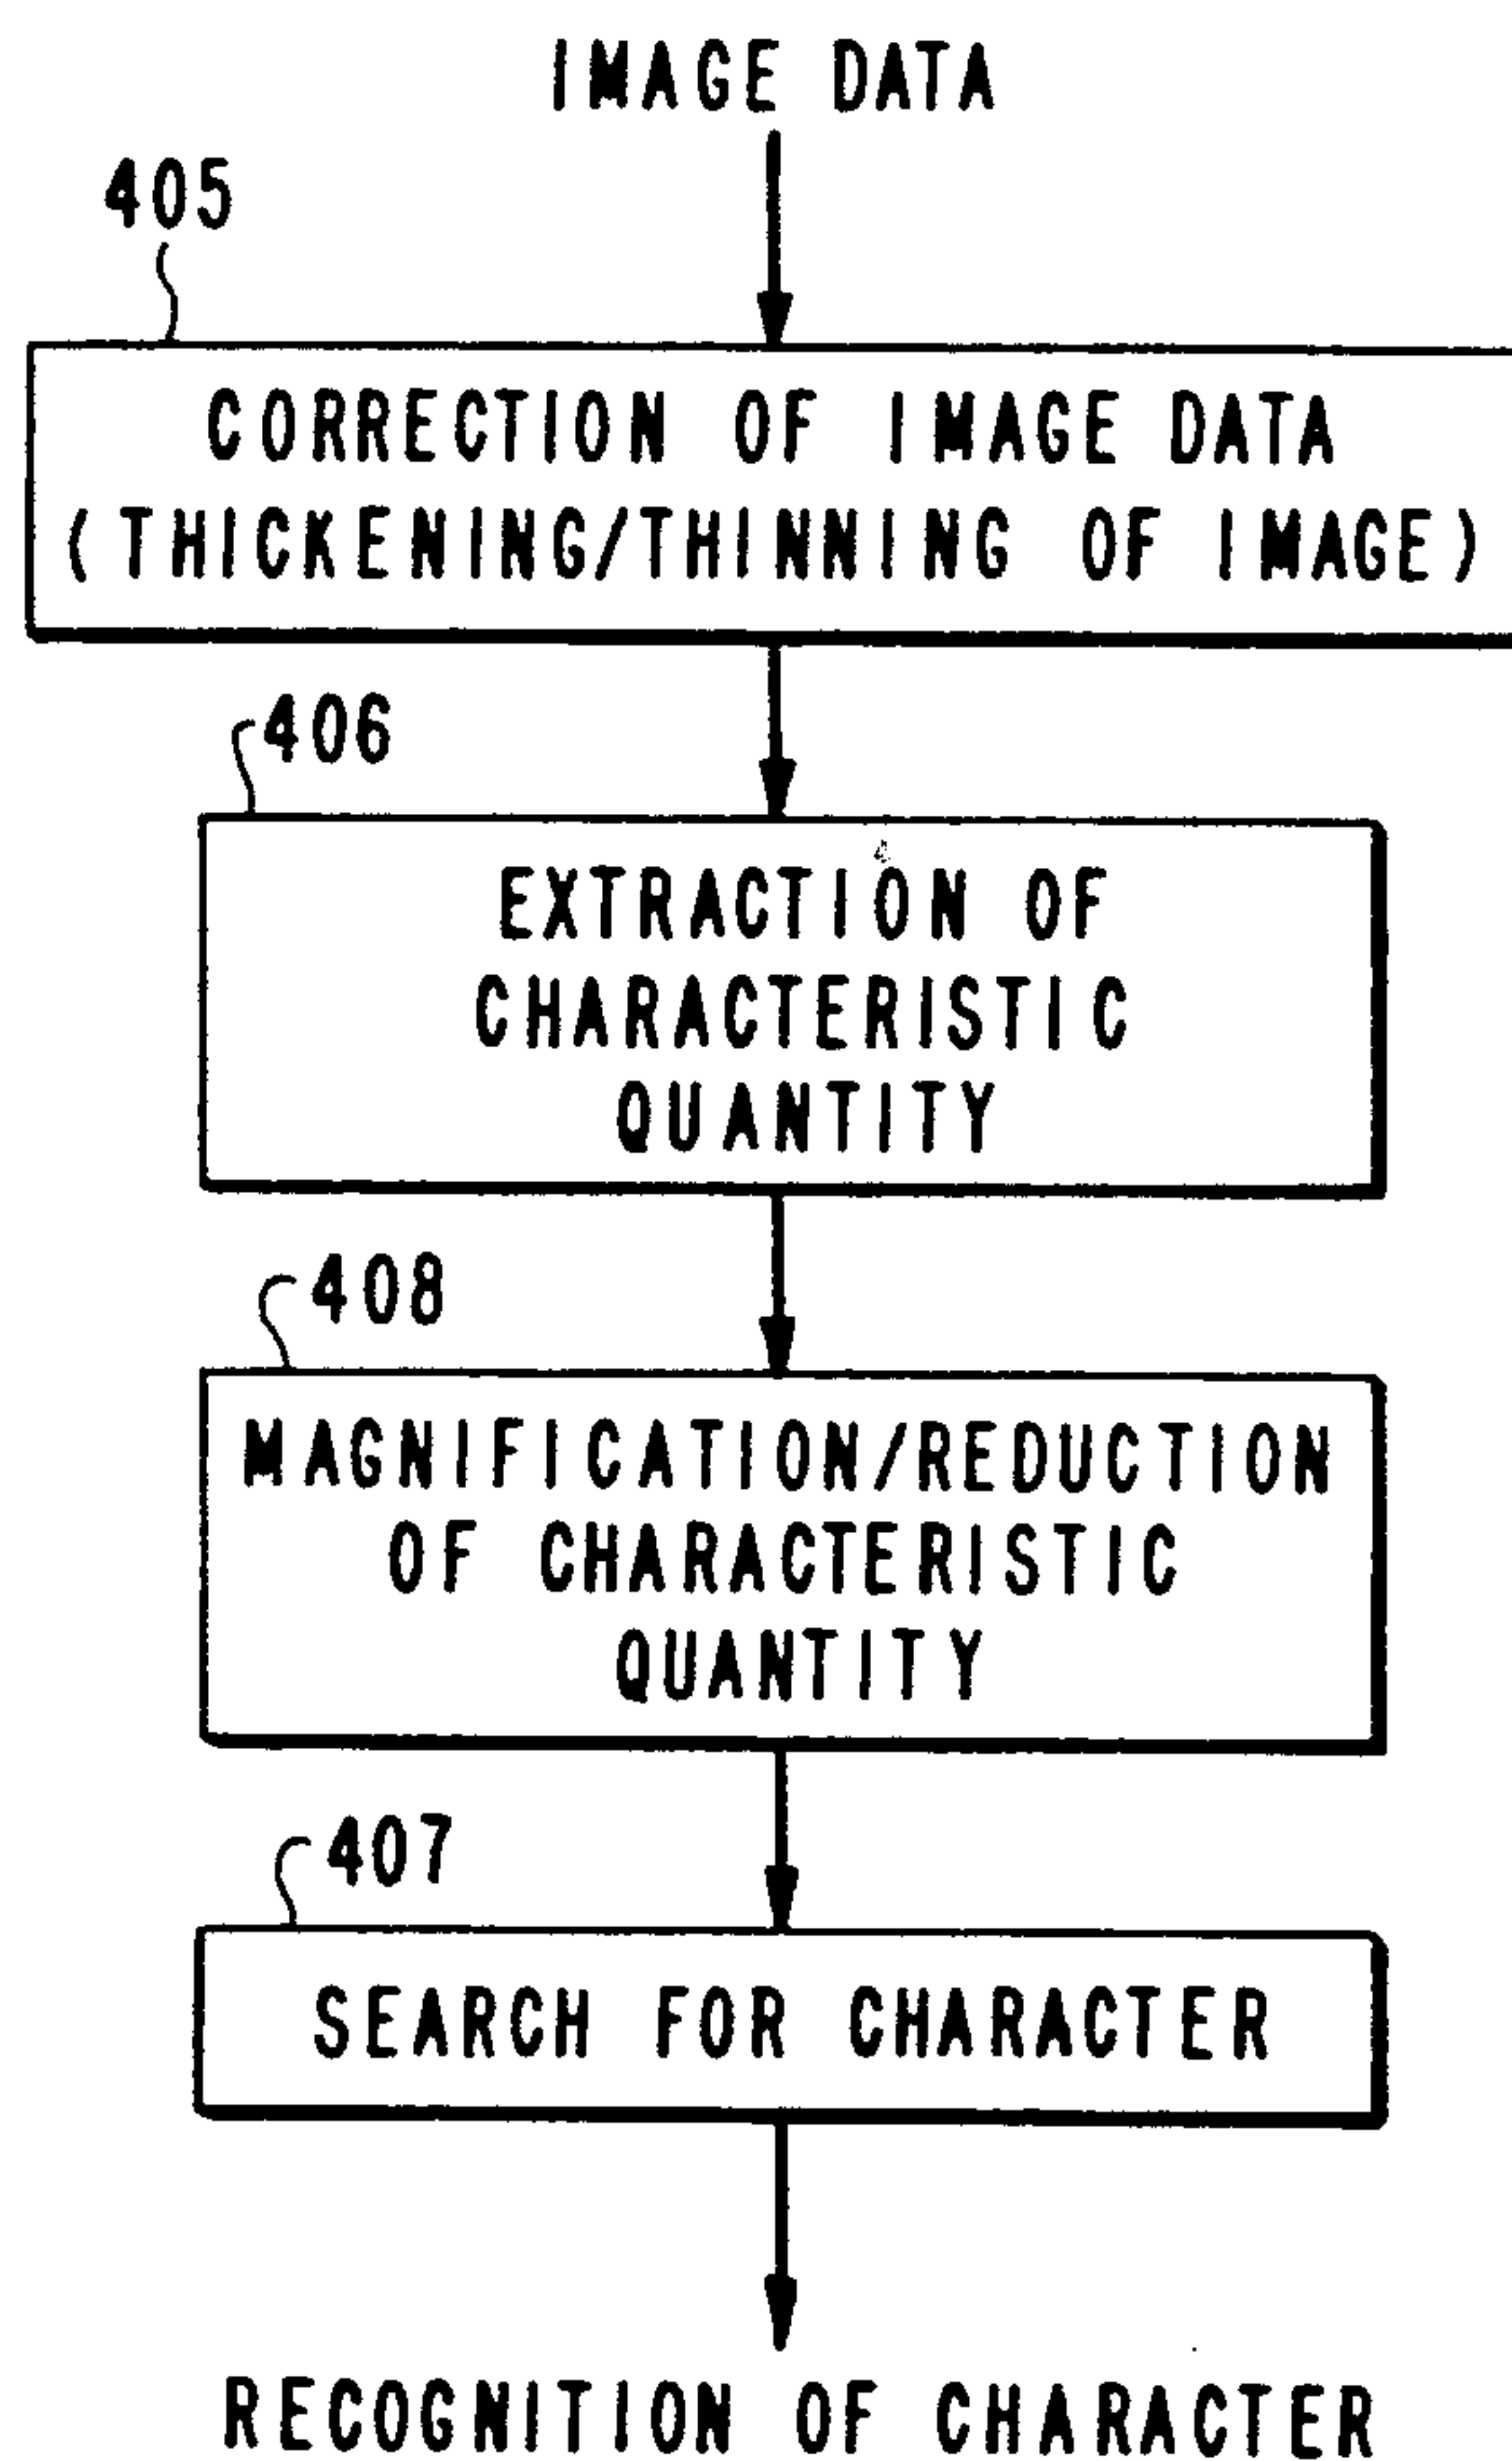 IMAGE DATA
405
CORRECTION OF IMAGE DATA
(THICKENING/THINNING OF IMAGE)
406
EXTRACTION OF
CHARACTERISTIC
QUANTITY
408
MAGNIFICATION/REDUCTION
OF CHARACTERISTIC
QUANTITY
407
SEARCH FOR CHARACTER
RECOGNITION OF CHARACTER